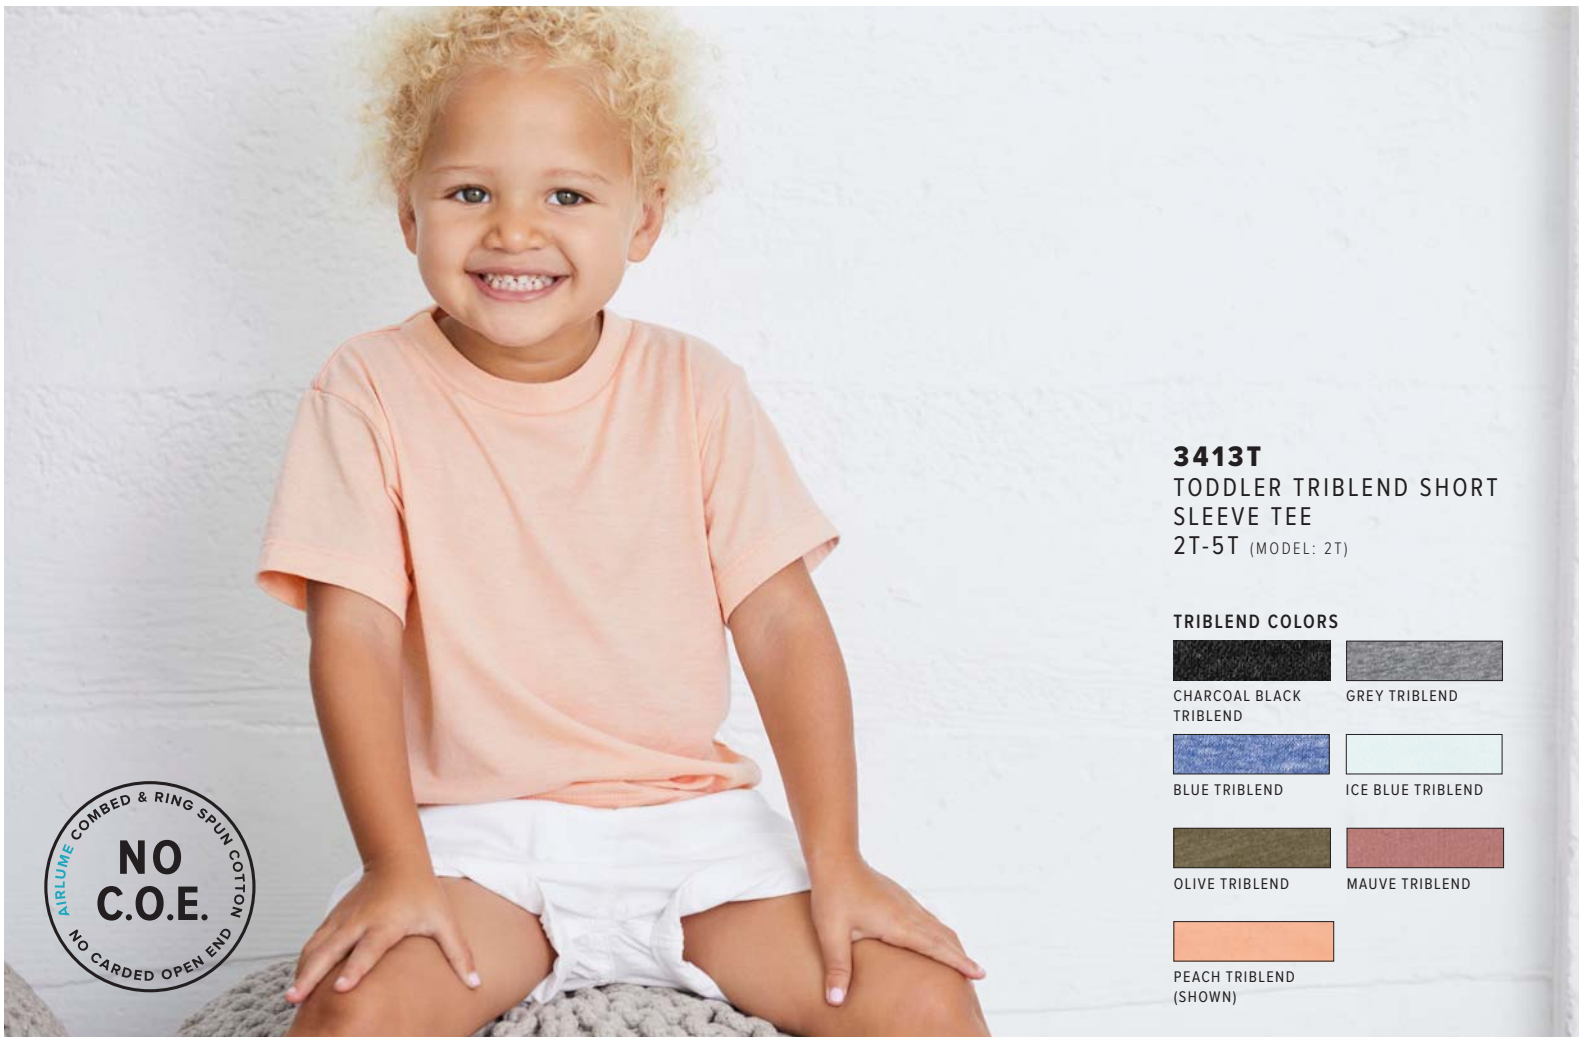 3413T
TODDLER TRIBLEND SHORT
SLEEVE TEE
2T-5T (MODEL: 2T)
TRIBLEND COLORS
CHARCOAL BLACK
TRIBLEND
GREY TRIBLEND
BLUE TRIBLEND
ICE BLUE TRIBLEND
OLIVE TRIBLEND
MAUVE TRIBLEND
PEACH TRIBLEND
(SHOWN)
AIRLUME COMBED & RING SPUN COTTON
NO
C.O.E.
NO CARDED OPEN END